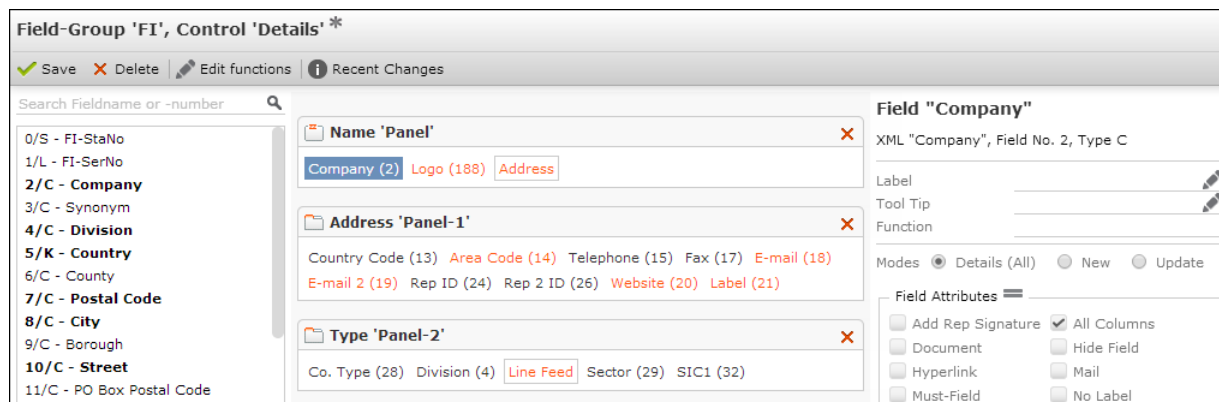 Field-Group 'FI', Control 'Details' *
Save Delete Edit functions Recent Changes
Search Fieldname or -number
0/S - FI-StaNo
1/L - FI-SerNo
2/C - Company
3/C - Synonym
4/C - Division
5/K - Country
6/C - County
7/C - Postal Code
8/C - City
9/C - Borough
10/C - Street
11/C - PO Box Postal Code
Name 'Panel'
Company (2) Logo (188) Address
Address 'Panel-1'
Country Code (13) Area Code (14) Telephone (15) Fax (17) E-mail (18)
E-mail 2 (19) Rep ID (24) Rep 2 ID (26) Website (20) Label (21)
Type 'Panel-2'
Co. Type (28) Division (4) Line Feed Sector (29) SIC1 (32)
Field "Company"
XML "Company", Field No. 2, Type C
Label
Tool Tip
Function
Modes Details (All) New Update
Field Attributes
Add Rep Signature All Columns
Document Hide Field
Hyperlink Mail
Must-Field No Label